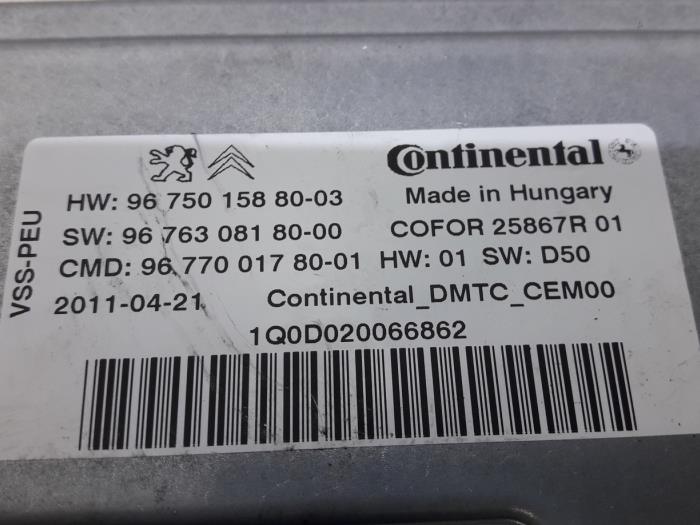 Continental
HW: 96 750 158 80-03 Made in Hungary
SW: 96 763 081 80-00 COFOR 25867R 01
CMD: 96 770 017 80-01 HW: 01 SW: D50
2011-04-21 Continental_DMTC_CEM00
1Q0D020066862
VSS-PEU